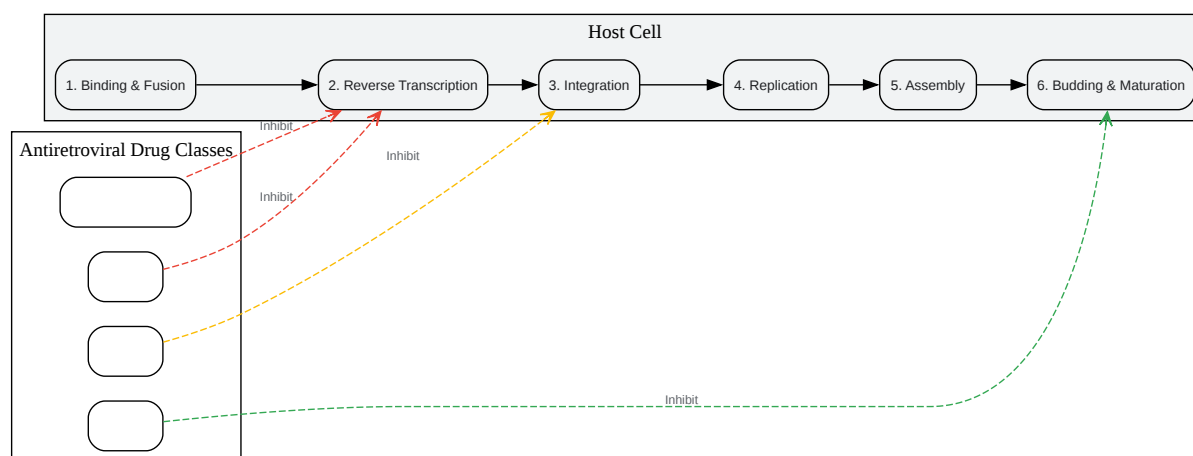 Host Cell
1. Binding & Fusion
2. Reverse Transcription
3. Integration
4. Replication
5. Assembly
6. Budding & Maturation
Inhibit
Antiretroviral Drug Classes
Inhibit
Inhibit
Inhibit